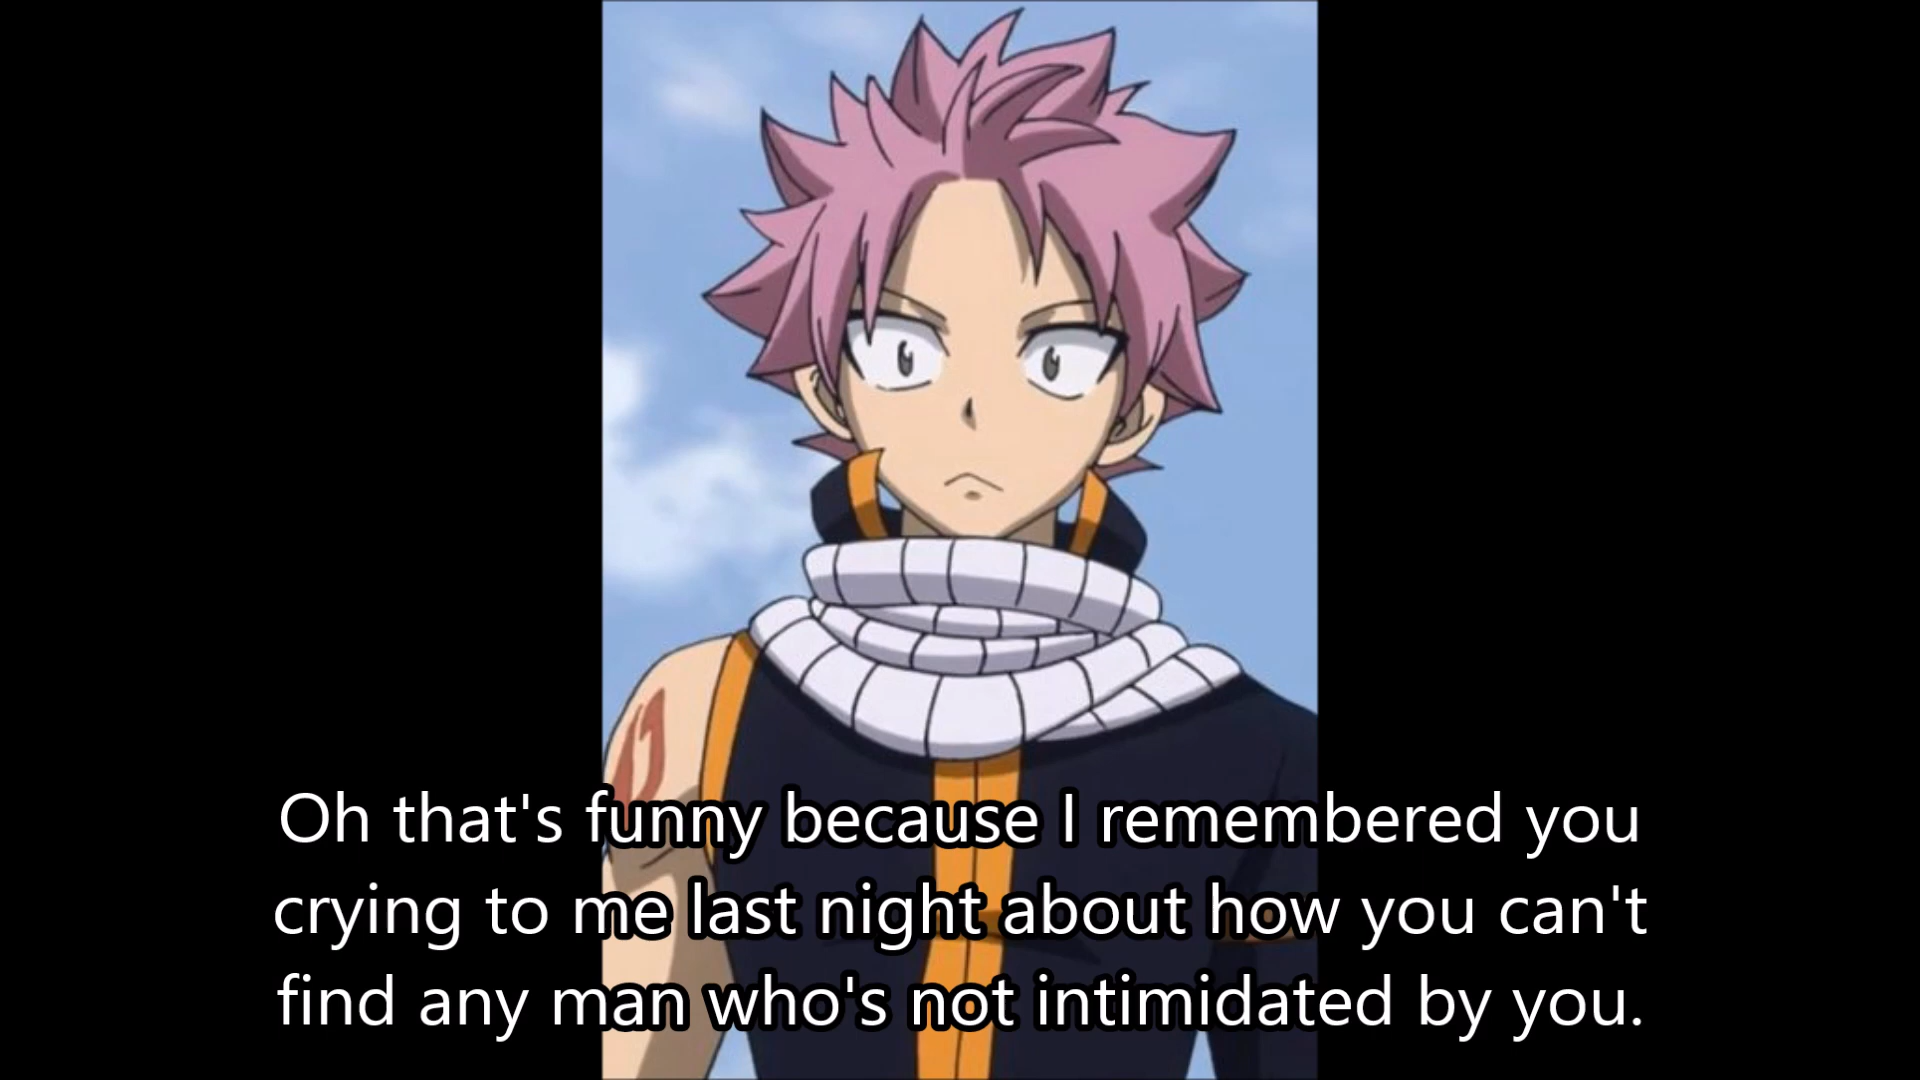 Oh that's funny because I remembered you
crying to me last night about how you can't
find any man who's not intimidated by you.